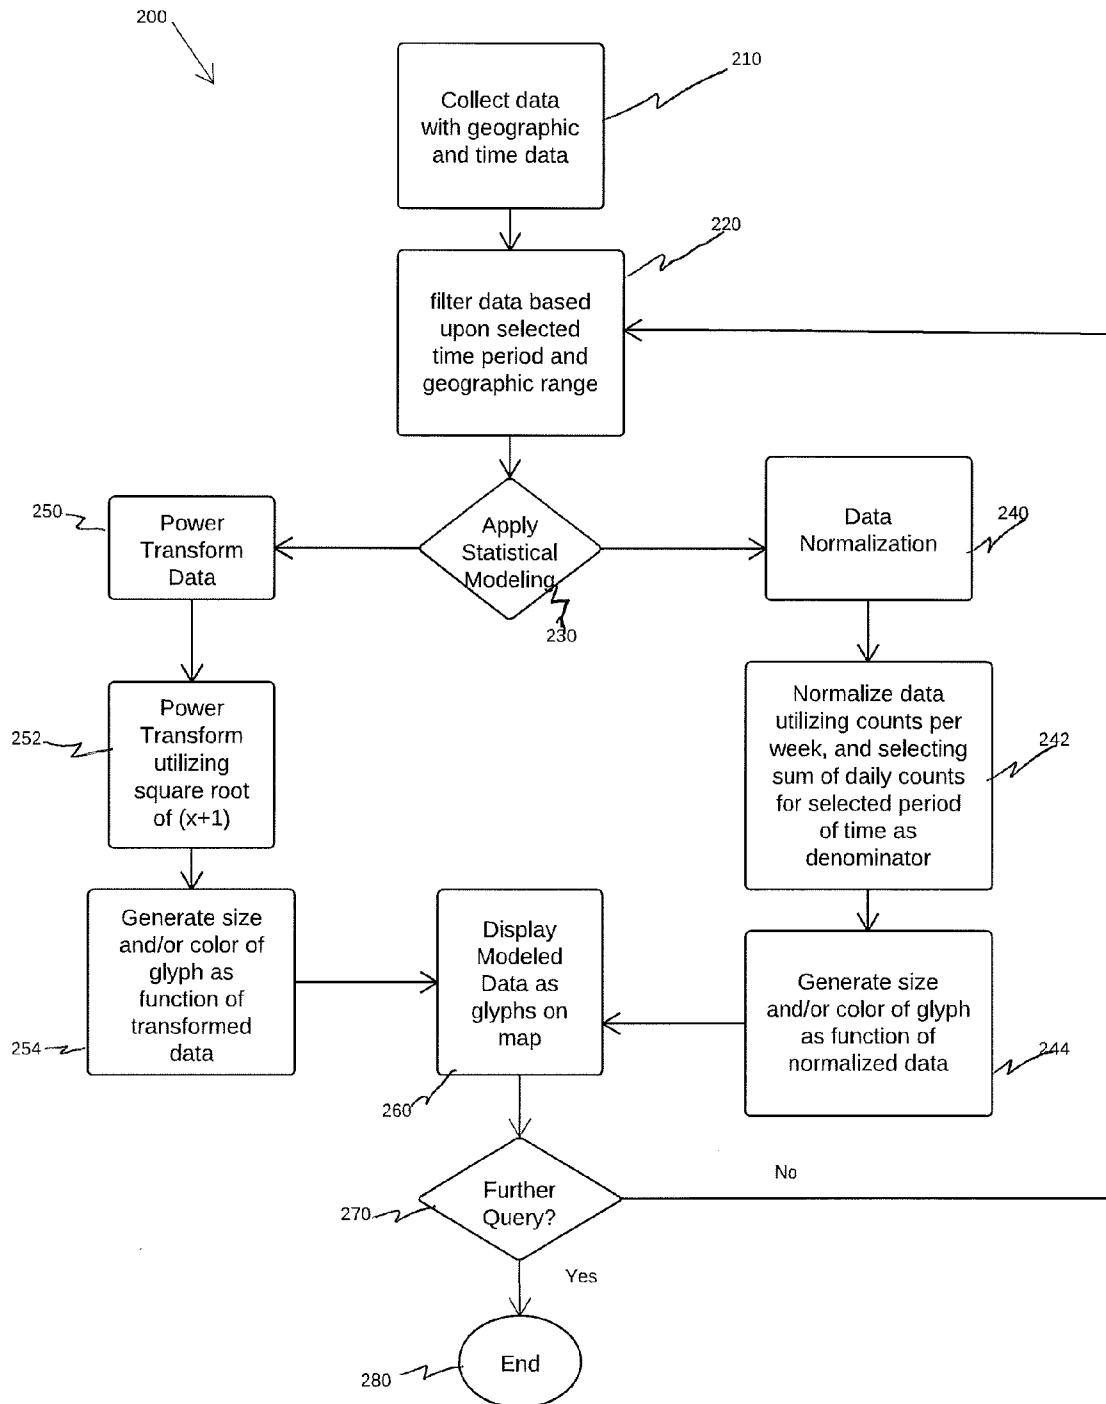 200
210
Collect data
with geographic
and time data
220
filter data based
upon selected
time period and
geographic range
250
Power
Transform
Data
Apply
Statistical
Modeling
230
Data
Normalization
240
252
Power
Transform
utilizing
square root
of (x+1)
Normalize data
utilizing counts per
week, and selecting
sum of daily counts
for selected period
of time as
denominator
242
Generate size
and/or color of
glyph as
function of
transformed
data
254
Display
Modeled
Data as
glyphs on
map
260
Generate size
and/or color of glyph
as function of
normalized data
244
No
Further
Query?
270
Yes
End
280